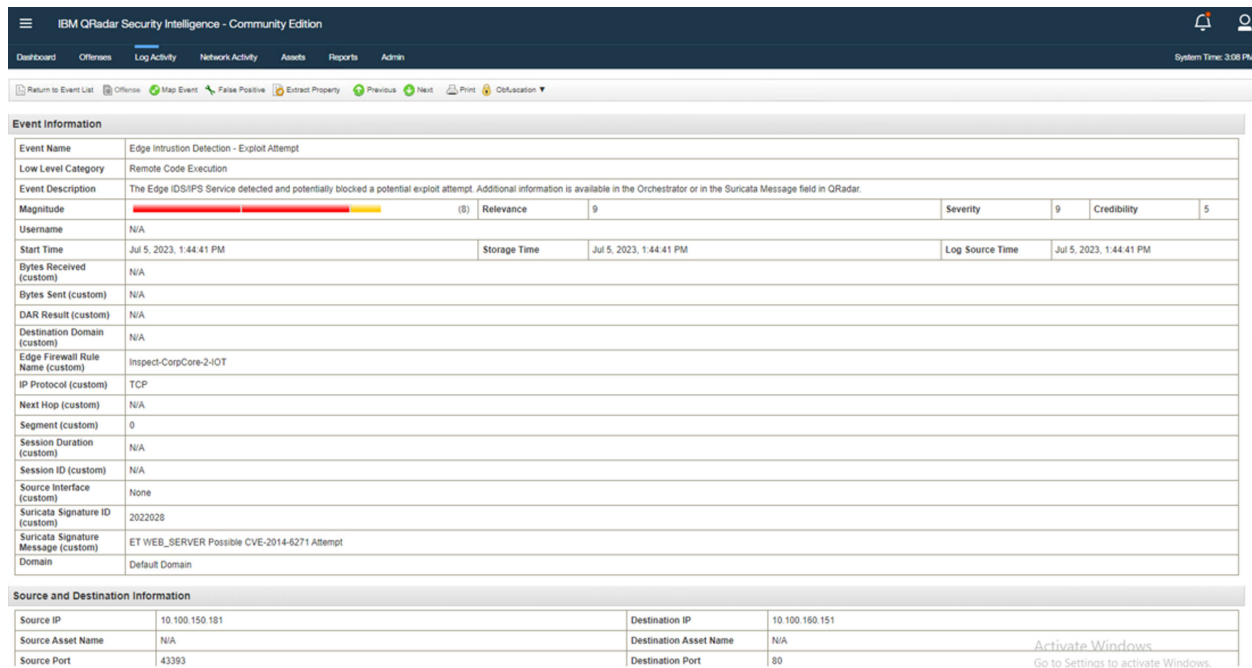 IBM QRadar Security Intelligence - Community Edition
Dashboard Offenses Log Activity Network Activity Assets Reports Admin System Time: 3:08 PM
Return to Event List Offense Map Event False Positive Extract Property Previous Next Print Obfuscation ▼
Event Information
Event Name Edge Intrustion Detection - Exploit Attempt
Low Level Category Remote Code Execution
Event Description The Edge IDS/IPS Service detected and potentially blocked a potential exploit attempt. Additional information is available in the Orchestrator or in the Suricata Message field in QRadar.
Magnitude (8) Relevance 9 Severity 9 Credibility 5
Username N/A
Start Time Jul 5, 2023, 1:44:41 PM Storage Time Jul 5, 2023, 1:44:41 PM Log Source Time Jul 5, 2023, 1:44:41 PM
Bytes Received
(custom) N/A
Bytes Sent (custom) N/A
DAR Result (custom) N/A
Destination Domain
(custom) N/A
Edge Firewall Rule
Name (custom) Inspect-CorpCore-2-IOT
IP Protocol (custom) TCP
Next Hop (custom) N/A
Segment (custom) 0
Session Duration
(custom) N/A
Session ID (custom) N/A
Source Interface
(custom) None
Suricata Signature ID
(custom) 2022028
Suricata Signature
Message (custom) ET WEB_SERVER Possible CVE-2014-6271 Attempt
Domain Default Domain
Source and Destination Information
Source IP 10.100.150.181 Destination IP 10.100.160.151
Source Asset Name N/A Destination Asset Name N/A
Source Port 43393 Destination Port 80
Activate Windows
Go to Settings to activate Windows.